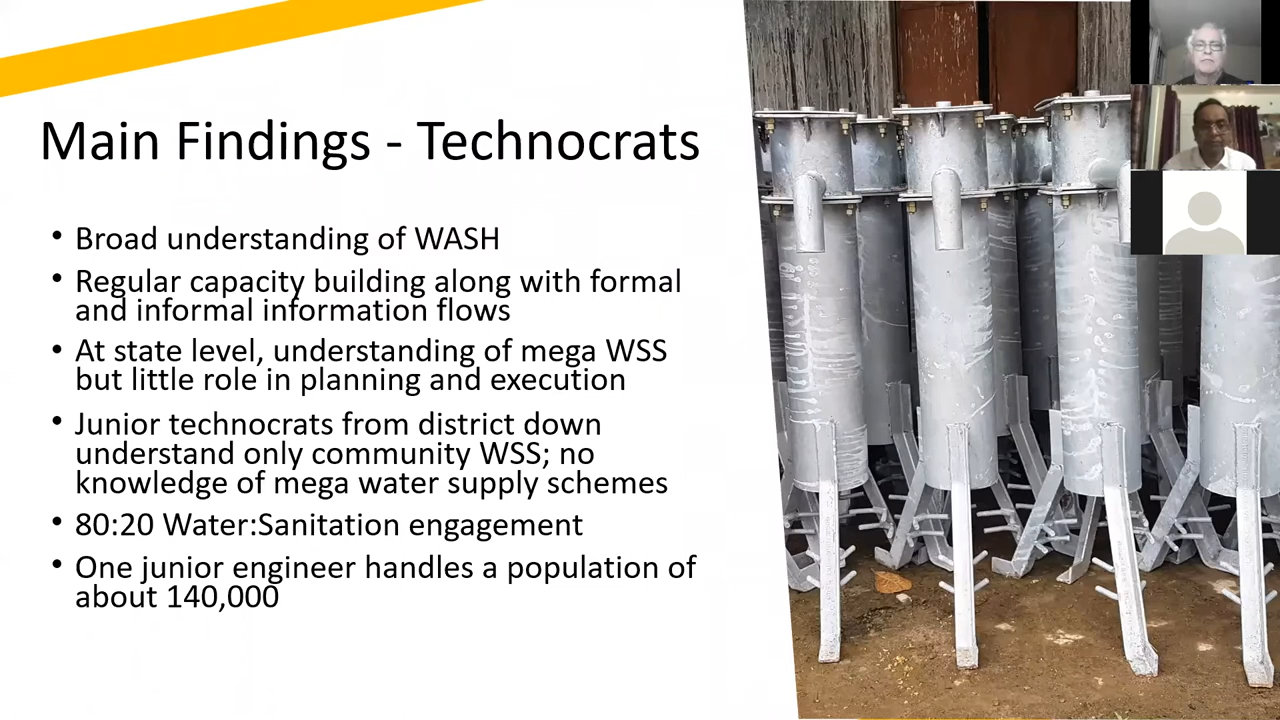 Main Findings - Technocrats
• Broad understanding of WASH
• Regular capacity building along with formal
and informal information flows
• At state level, understanding of mega WSS
but little role in planning and execution
• Junior technocrats from district down
understand only community WSS; no
knowledge of mega water supply schemes
• 80:20 Water:Sanitation engagement
• One junior engineer handles a population of
about 140,000